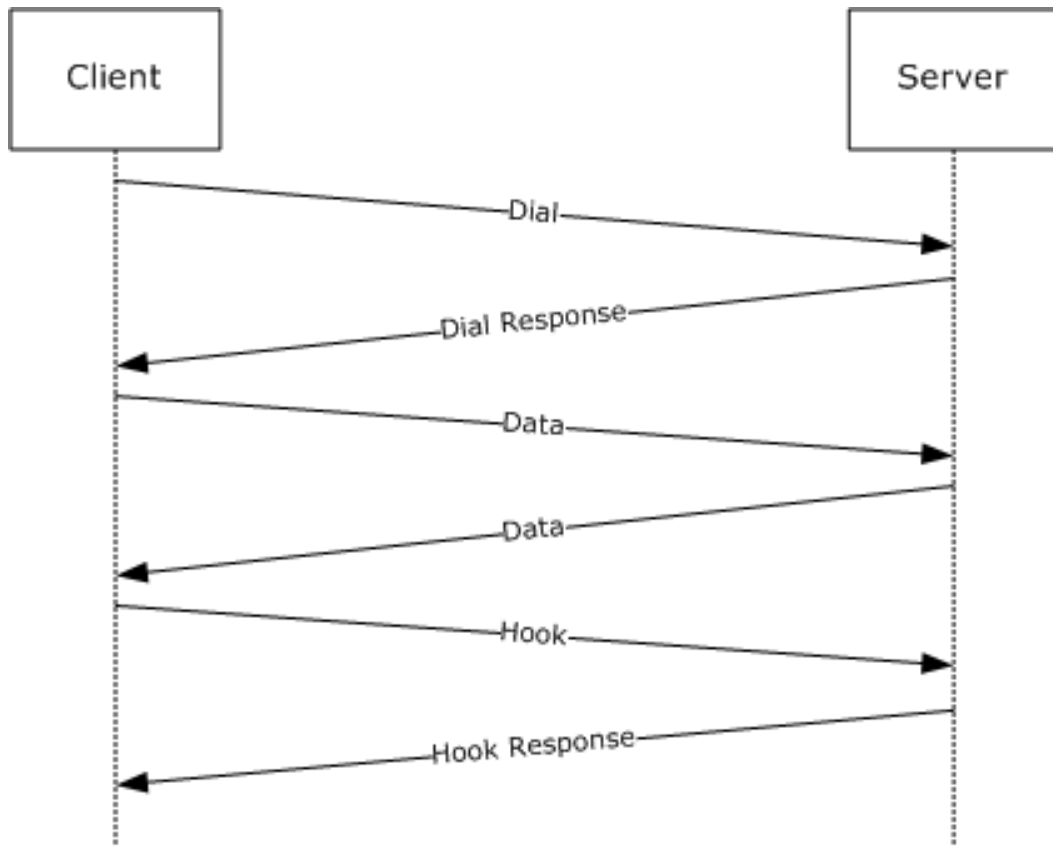 Client
Server
Dial
Dial Response
Data
Data
Hook
Hook Response